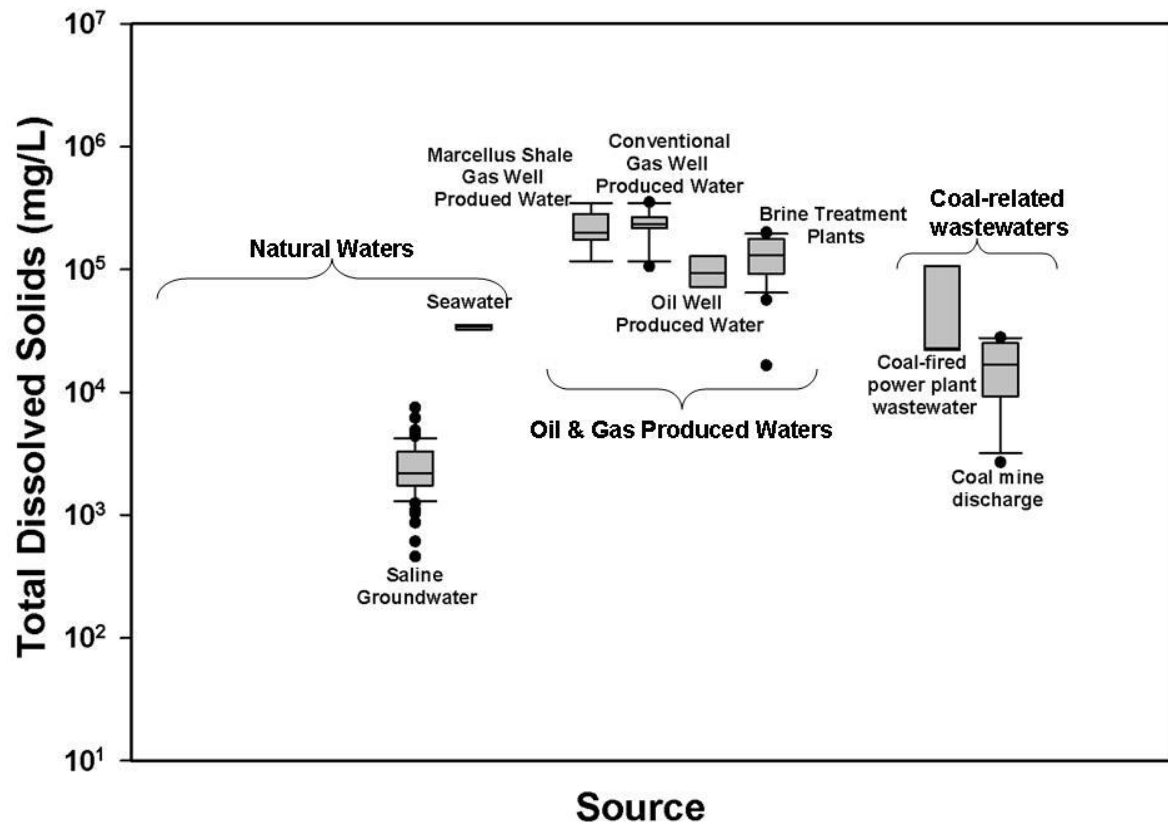 Total Dissolved Solids (mg/L)
10⁷
10⁶
10⁵
10⁴
10³
10²
10¹
Natural Waters
Seawater
Saline
Groundwater
Marcellus Shale
Gas Well
Produed Water
Conventional
Gas Well
Produced Water
Oil Well
Produced Water
Brine Treatment
Plants
Oil & Gas Produced Waters
Coal-related
wastewaters
Coal-fired
power plant
wastewater
Coal mine
discharge
Source